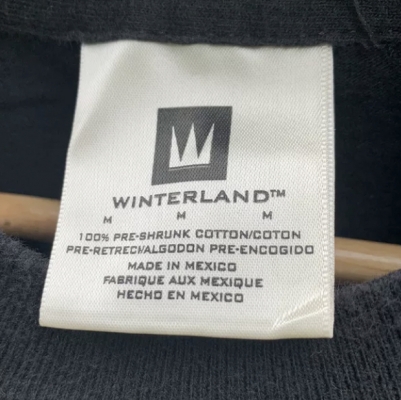 WINTERLAND™
M M M
100% PRE-SHRUNK COTTON/COTON
PRE-RETRECI/ALGODON PRE-ENCOGIDO
MADE IN MEXICO
FABRIQUE AUX MEXIQUE
HECHO EN MEXICO